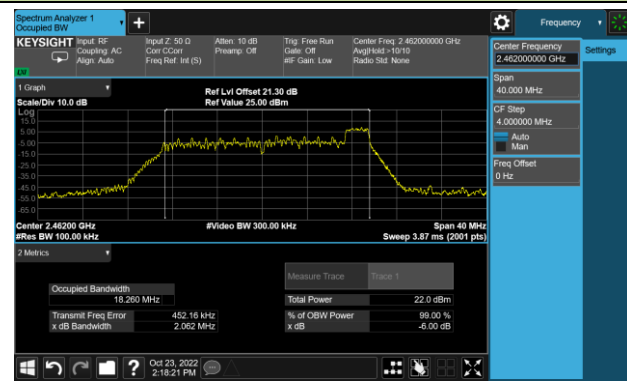 Spectrum Analyzer 1
Occupied BW
+
Frequency
KEYSIGHT Input: RF
Coupling: AC
Align: Auto
Input Z: 50 Ω
Corr CCorr
Freq Ref: Int (S)
Atten: 10 dB
Preamp: Off
Trig: Free Run
Gate: Off
#IF Gain: Low
Center Freq: 2.462000000 GHz
Avg|Hold:>10/10
Radio Std: None
LXI
Center Frequency
2.462000000 GHz
Settings
Span
40.000 MHz
CF Step
4.000000 MHz
Auto
Man
Freq Offset
0 Hz
1 Graph
Scale/Div 10.0 dB
Ref Lvl Offset 21.30 dB
Ref Value 25.00 dBm
Log
15.0
5.00
-5.00
-15.0
-25.0
-35.0
-45.0
-55.0
-65.0
Center 2.46200 GHz
#Res BW 100.00 kHz
#Video BW 300.00 kHz
Span 40 MHz
Sweep 3.87 ms (2001 pts)
2 Metrics
Measure Trace Trace 1
Occupied Bandwidth
18.260 MHz
Total Power 22.0 dBm
Transmit Freq Error 452.16 kHz
% of OBW Power 99.00 %
x dB Bandwidth 2.062 MHz
x dB -6.00 dB
?
Oct 23, 2022
2:18:21 PM